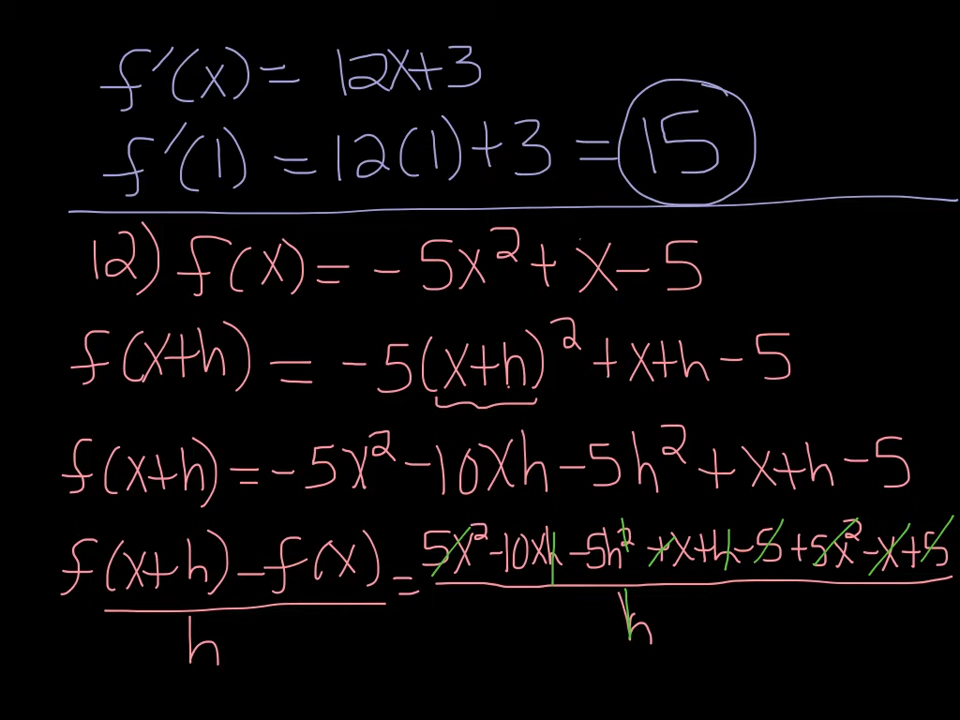 f'(x) = 12x+3
f'(1) = 12(1)+3 = 15
12) f(x) = -5x²+x-5
f(x+h) = -5(x+h)²+x+h-5
f(x+h) = -5x²-10xh-5h²+x+h-5
f(x+h)-f(x) = 5x²-10xh-5h²+x+h-5+5x²-x+5
h h